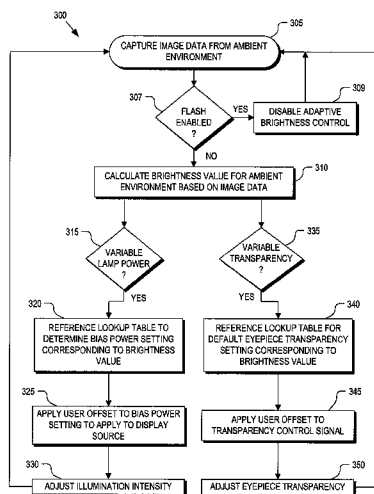 300
305
CAPTURE IMAGE DATA FROM AMBIENT
ENVIRONMENT
307
FLASH
ENABLED
?
YES
309
DISABLE ADAPTIVE
BRIGHTNESS CONTROL
NO
310
CALCULATE BRIGHTNESS VALUE FOR AMBIENT
ENVIRONMENT BASED ON IMAGE DATA
315
VARIABLE
LAMP POWER
?
335
VARIABLE
TRANSPARENCY
?
YES
YES
320
REFERENCE LOOKUP TABLE TO
DETERMINE BIAS POWER SETTING
CORRESPONDING TO BRIGHTNESS
VALUE
340
REFERENCE LOOKUP TABLE FOR
DEFAULT EYEPIECE TRANSPARENCY
SETTING CORRESPONDING TO
BRIGHTNESS VALUE
325
APPLY USER OFFSET TO BIAS POWER
SETTING TO APPLY TO DISPLAY
SOURCE
345
APPLY USER OFFSET TO
TRANSPARENCY CONTROL SIGNAL
330
ADJUST ILLUMINATION INTENSITY
350
ADJUST EYEPIECE TRANSPARENCY